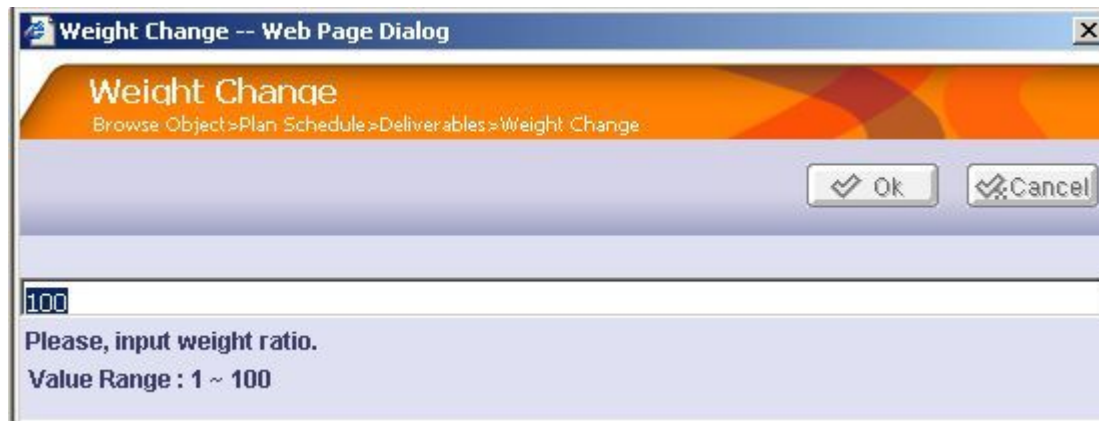 Weight Change -- Web Page Dialog
Weight Change
Browse Object>Plan Schedule>Deliverables>Weight Change
Ok
Cancel
100
Please, input weight ratio.
Value Range : 1 ~ 100